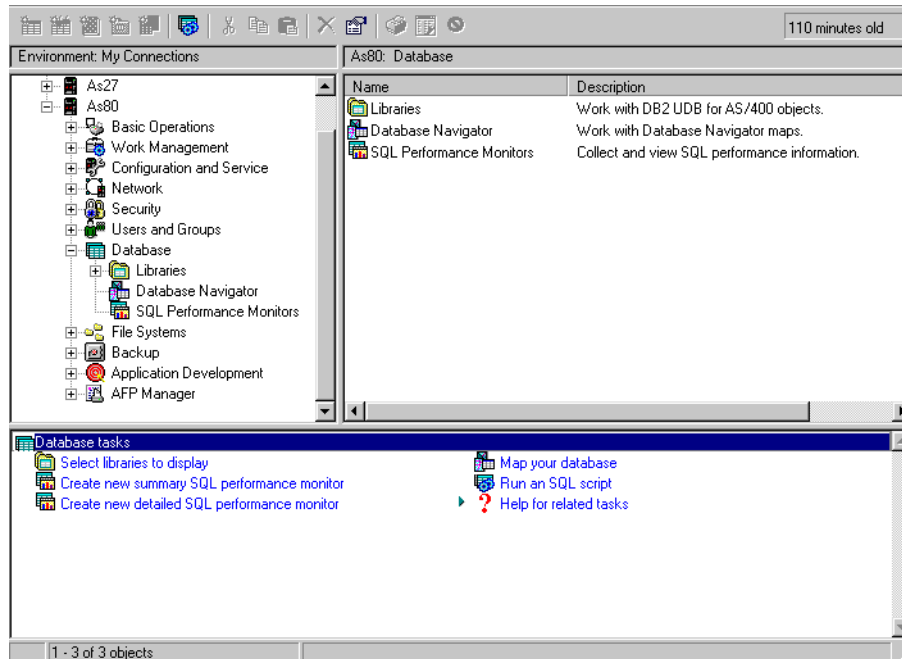 110 minutes old
Environment: My Connections
As80: Database
As27
As80
Basic Operations
Work Management
Configuration and Service
Network
Security
Users and Groups
Database
Libraries
Database Navigator
SQL Performance Monitors
File Systems
Backup
Application Development
AFP Manager
Name Description
Libraries Work with DB2 UDB for AS/400 objects.
Database Navigator Work with Database Navigator maps.
SQL Performance Monitors Collect and view SQL performance information.
Database tasks
Select libraries to display
Create new summary SQL performance monitor
Create new detailed SQL performance monitor
Map your database
Run an SQL script
? Help for related tasks
1 - 3 of 3 objects